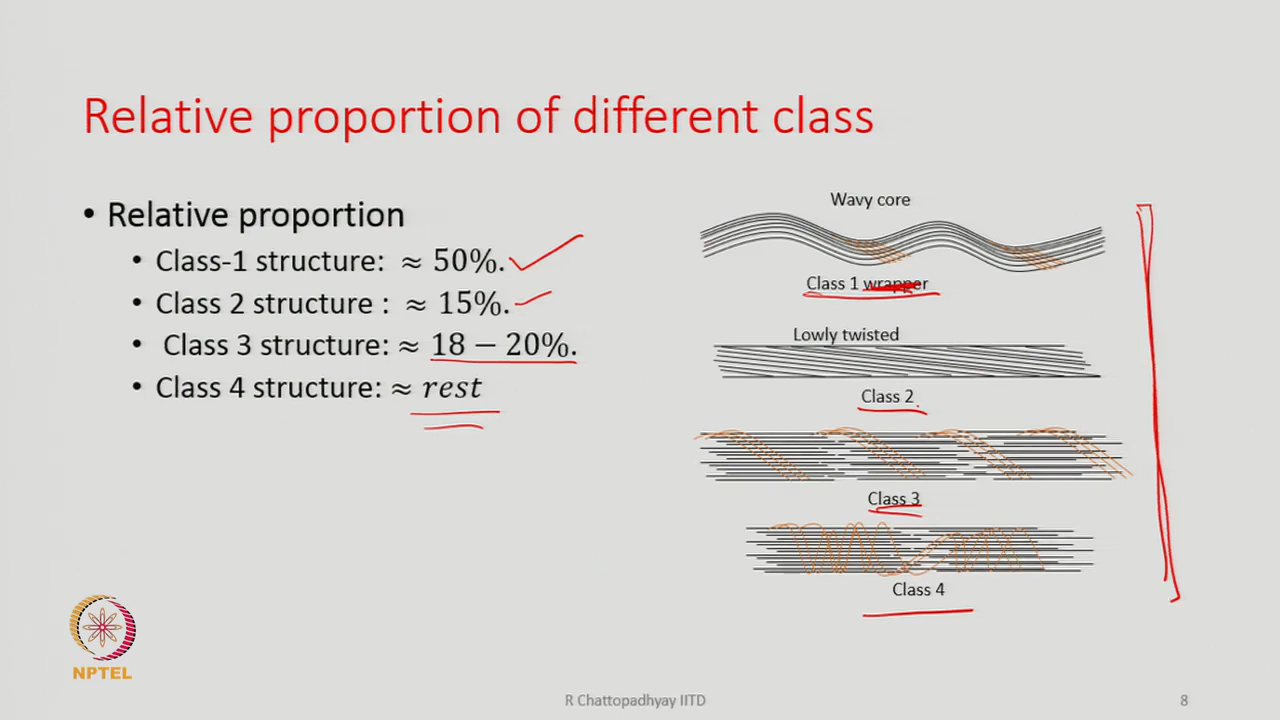 Relative proportion of different class
• Relative proportion
• Class-1 structure: ≈ 50%.
• Class 2 structure : ≈ 15%.
• Class 3 structure: ≈ 18 − 20%.
• Class 4 structure: ≈ rest
Wavy core
Class 1 wrapper
Lowly twisted
Class 2
Class 3
Class 4
NPTEL
R Chattopadhyay IITD
8